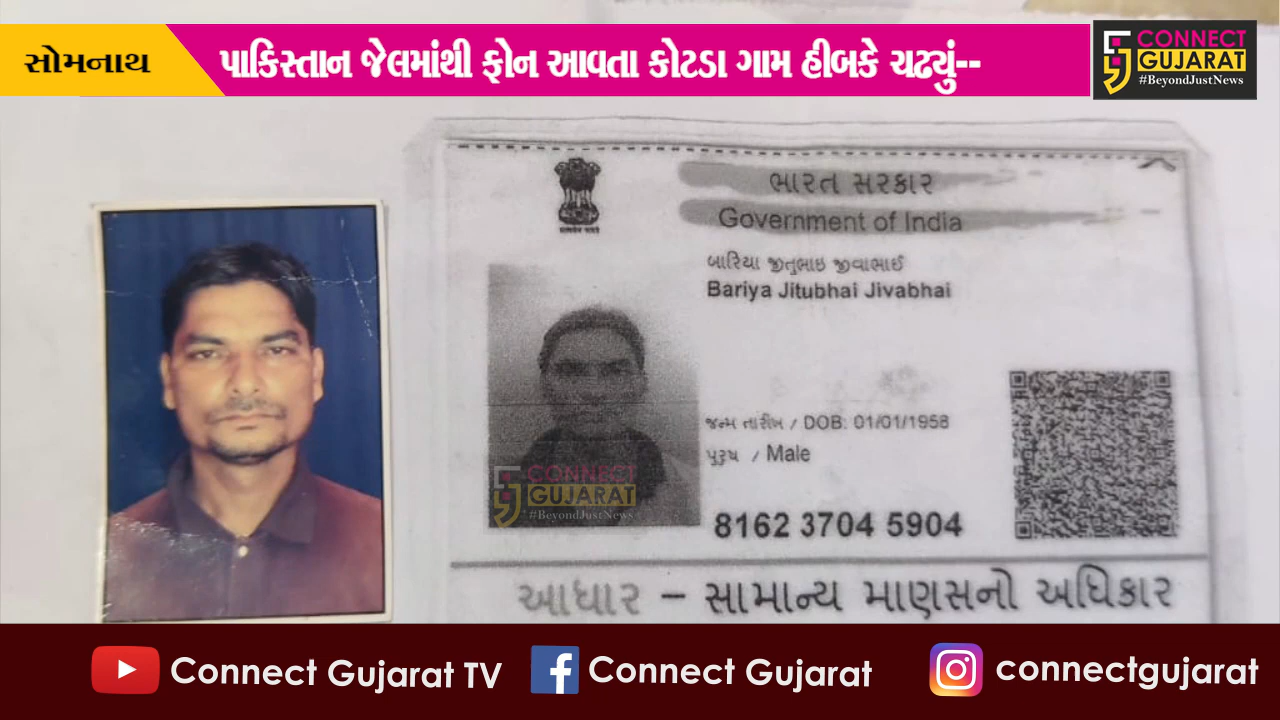 સોમનાથ
પાકિસ્તાન જેલમાંથી ફોન આવતા કોટડા ગામ હીબકે ચઢ્યું--
CONNECT
GUJARAT
#BeyondJustNews
ભારત સરકાર
Government of India
બારિયા જીતુભાઇ જીવાભાઈ
Bariya Jitubhai Jivabhai
જન્મ તારીખ / DOB: 01/01/1958
પુરૂષ / Male
CONNECT
GUJARAT
#BeyondJustNews
8162 3704 5904
આધાર – સામાન્ય માણસનો અધિકાર
Connect Gujarat TV
Connect Gujarat
connectgujarat